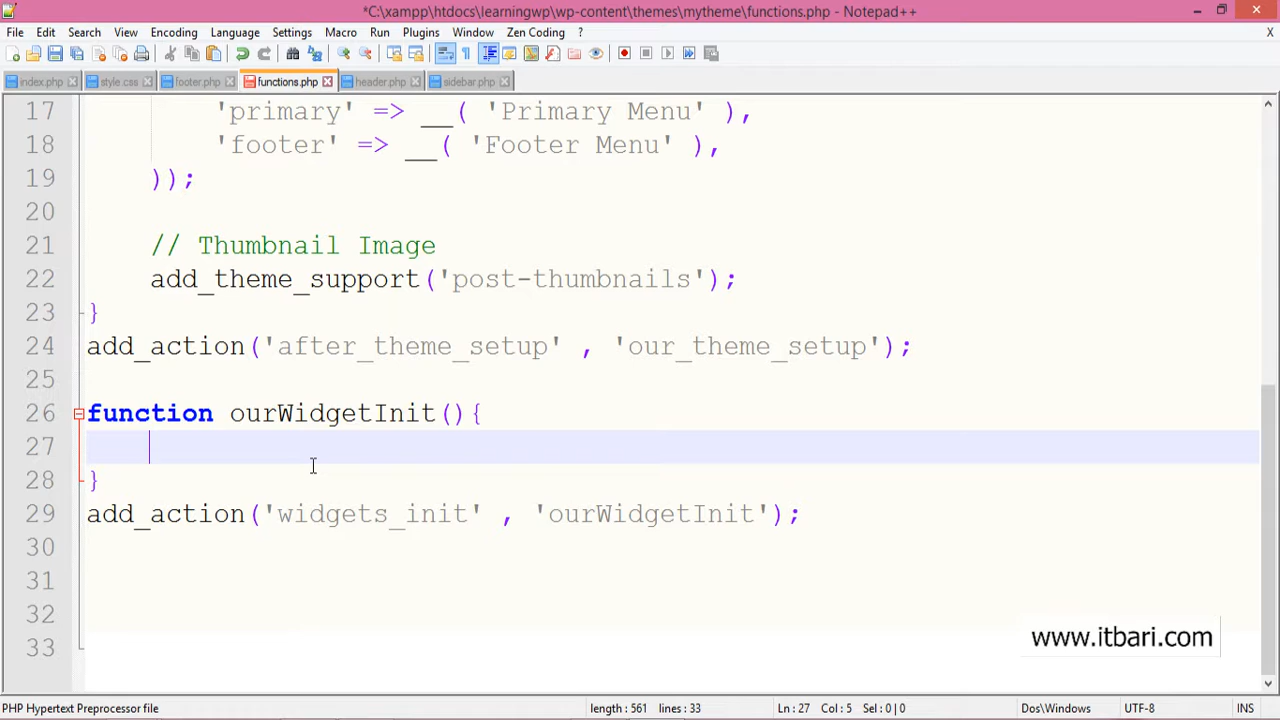 *C:\xampp\htdocs\learningwp\wp-content\themes\mytheme\functions.php - Notepad++
File Edit Search View Encoding Language Settings Macro Run Plugins Window Zen Coding ? X
index.php style.css footer.php functions.php header.php sidebar.php
17 'primary' => __( 'Primary Menu' ),
18 'footer' => __( 'Footer Menu' ),
19 ));
20
21 // Thumbnail Image
22 add_theme_support('post-thumbnails');
23 }
24 add_action('after_theme_setup' , 'our_theme_setup');
25
26 function ourWidgetInit(){
27
28 }
29 add_action('widgets_init' , 'ourWidgetInit');
30
31
32
33
www.itbari.com
PHP Hypertext Preprocessor file length : 561 lines : 33 Ln : 27 Col : 5 Sel : 0 | 0 Dos\Windows UTF-8 INS